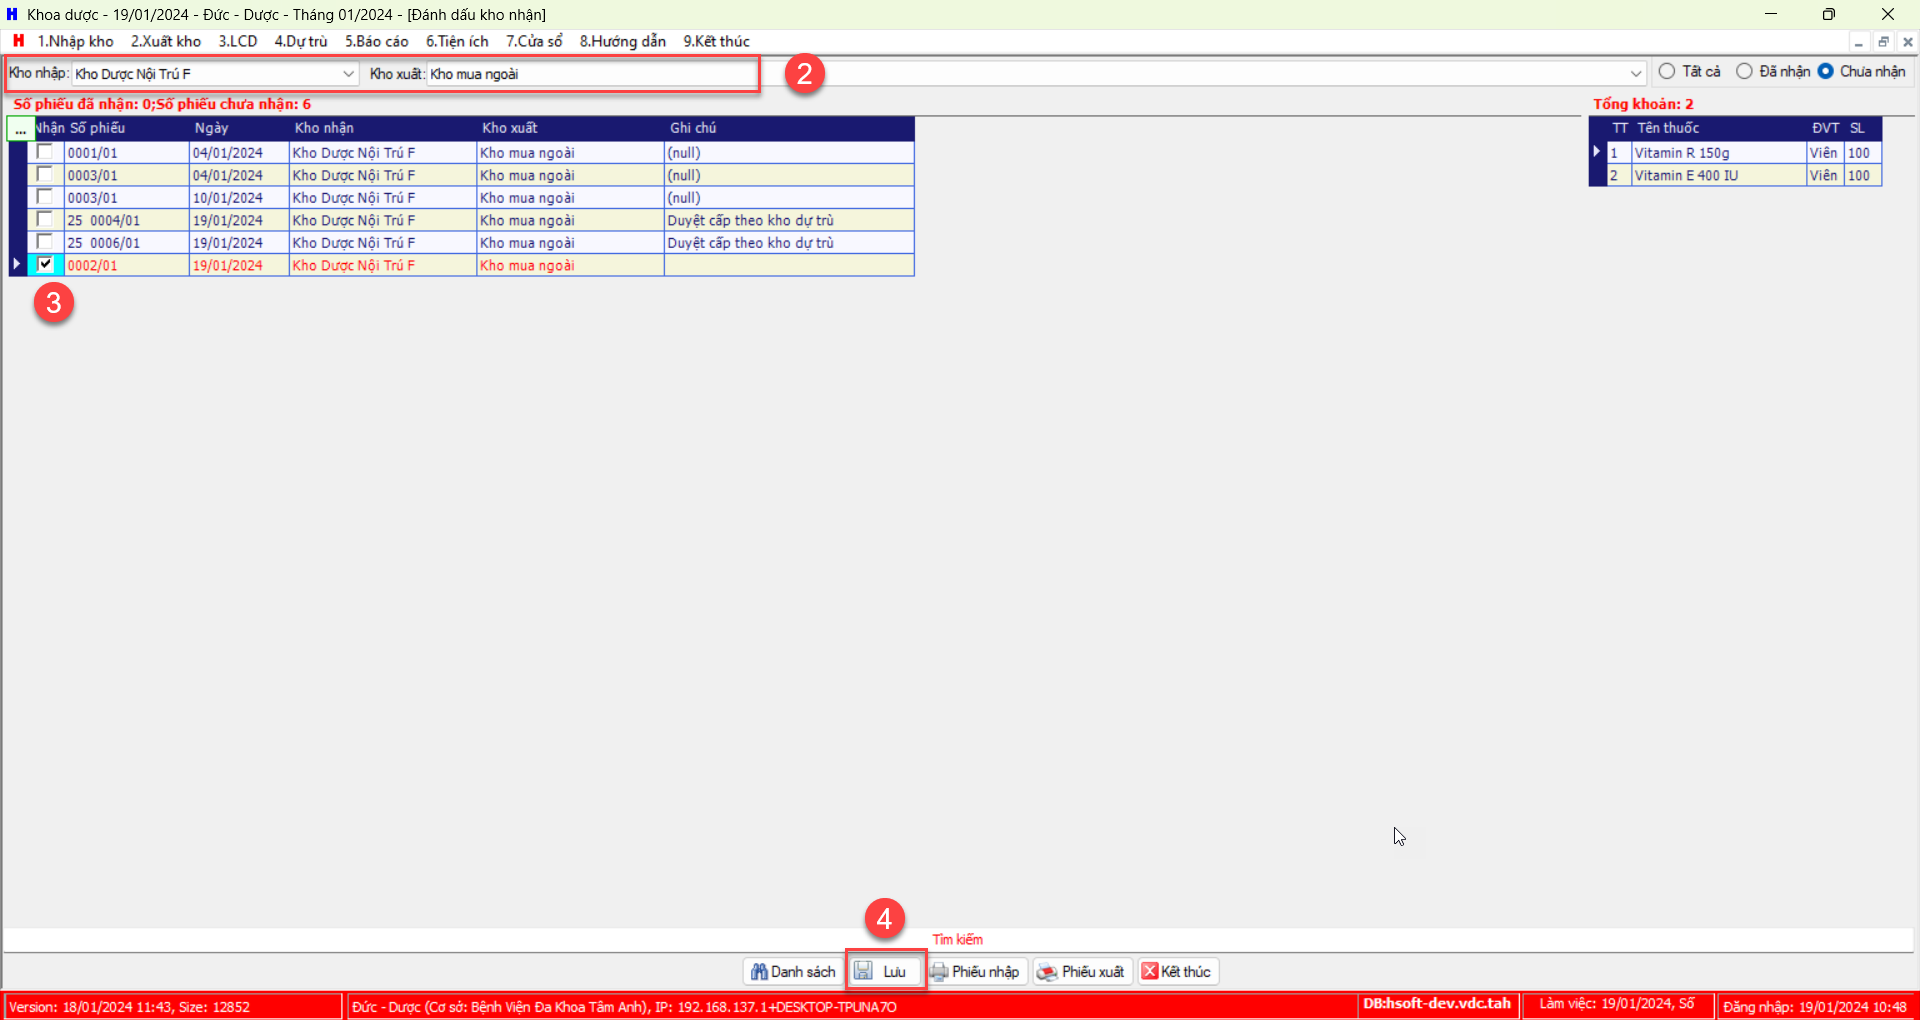 H Khoa dược - 19/01/2024 - Đức - Dược - Tháng 01/2024 - [Đánh dấu kho nhận]
H 1.Nhập kho 2.Xuất kho 3.LCD 4.Dự trù 5.Báo cáo 6.Tiện ích 7.Cửa sổ 8.Hướng dẫn 9.Kết thúc
Kho nhập: Kho Dược Nội Trú F Kho xuất: Kho mua ngoài 2 Tất cả Đã nhận Chưa nhận
Số phiếu đã nhận: 0;Số phiếu chưa nhận: 6 Tổng khoản: 2
... Nhận Số phiếu Ngày Kho nhận Kho xuất Ghi chú TT Tên thuốc ĐVT SL
0001/01 04/01/2024 Kho Dược Nội Trú F Kho mua ngoài (null) 1 Vitamin R 150g Viên 100
0003/01 04/01/2024 Kho Dược Nội Trú F Kho mua ngoài (null) 2 Vitamin E 400 IU Viên 100
0003/01 10/01/2024 Kho Dược Nội Trú F Kho mua ngoài (null)
25 0004/01 19/01/2024 Kho Dược Nội Trú F Kho mua ngoài Duyệt cấp theo kho dự trù
25 0006/01 19/01/2024 Kho Dược Nội Trú F Kho mua ngoài Duyệt cấp theo kho dự trù
0002/01 19/01/2024 Kho Dược Nội Trú F Kho mua ngoài
3
4
Tìm kiếm
Danh sách Lưu Phiếu nhập Phiếu xuất Kết thúc
Version: 18/01/2024 11:43, Size: 12852 Đức - Dược (Cơ sở: Bệnh Viện Đa Khoa Tâm Anh), IP: 192.168.137.1+DESKTOP-TPUNA7O DB:hsoft-dev.vdc.tah Làm việc: 19/01/2024, Số Đăng nhập: 19/01/2024 10:48